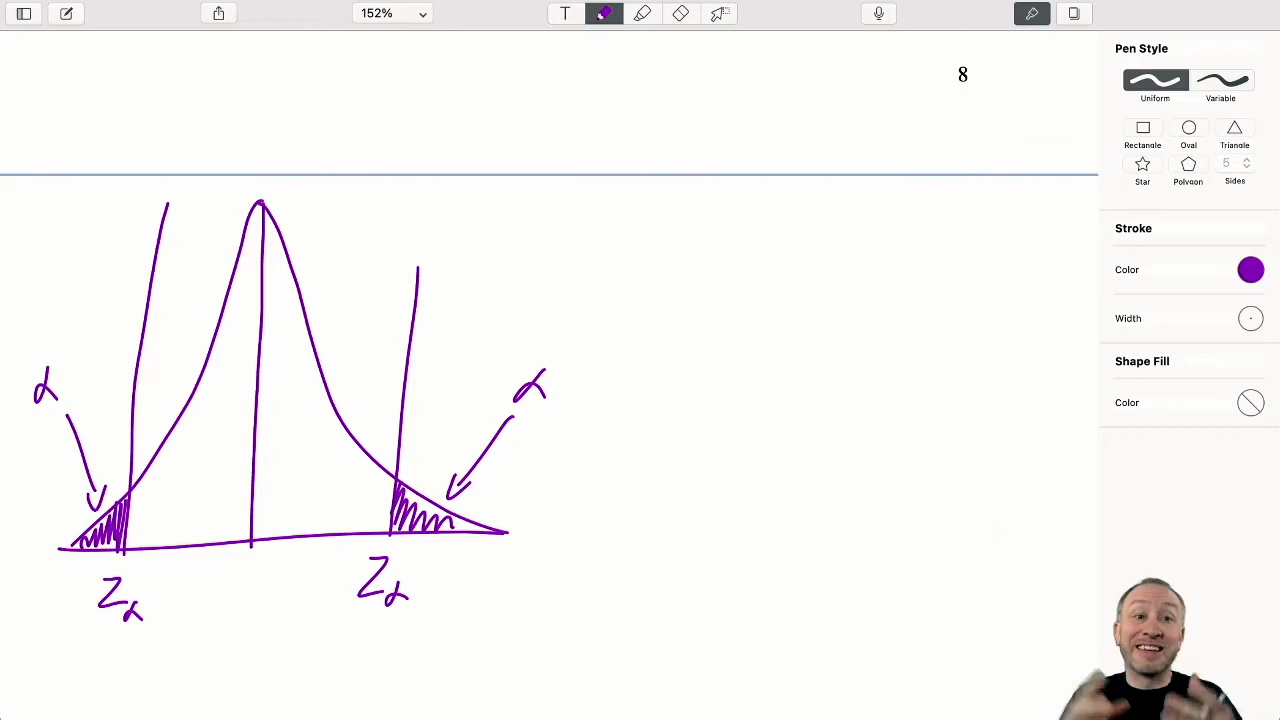 152%
T
Pen Style
8
Uniform Variable
Rectangle Oval Triangle
5
Star Polygon Sides
Stroke
Color
Width
Shape Fill
α α
Color
Zα Zα